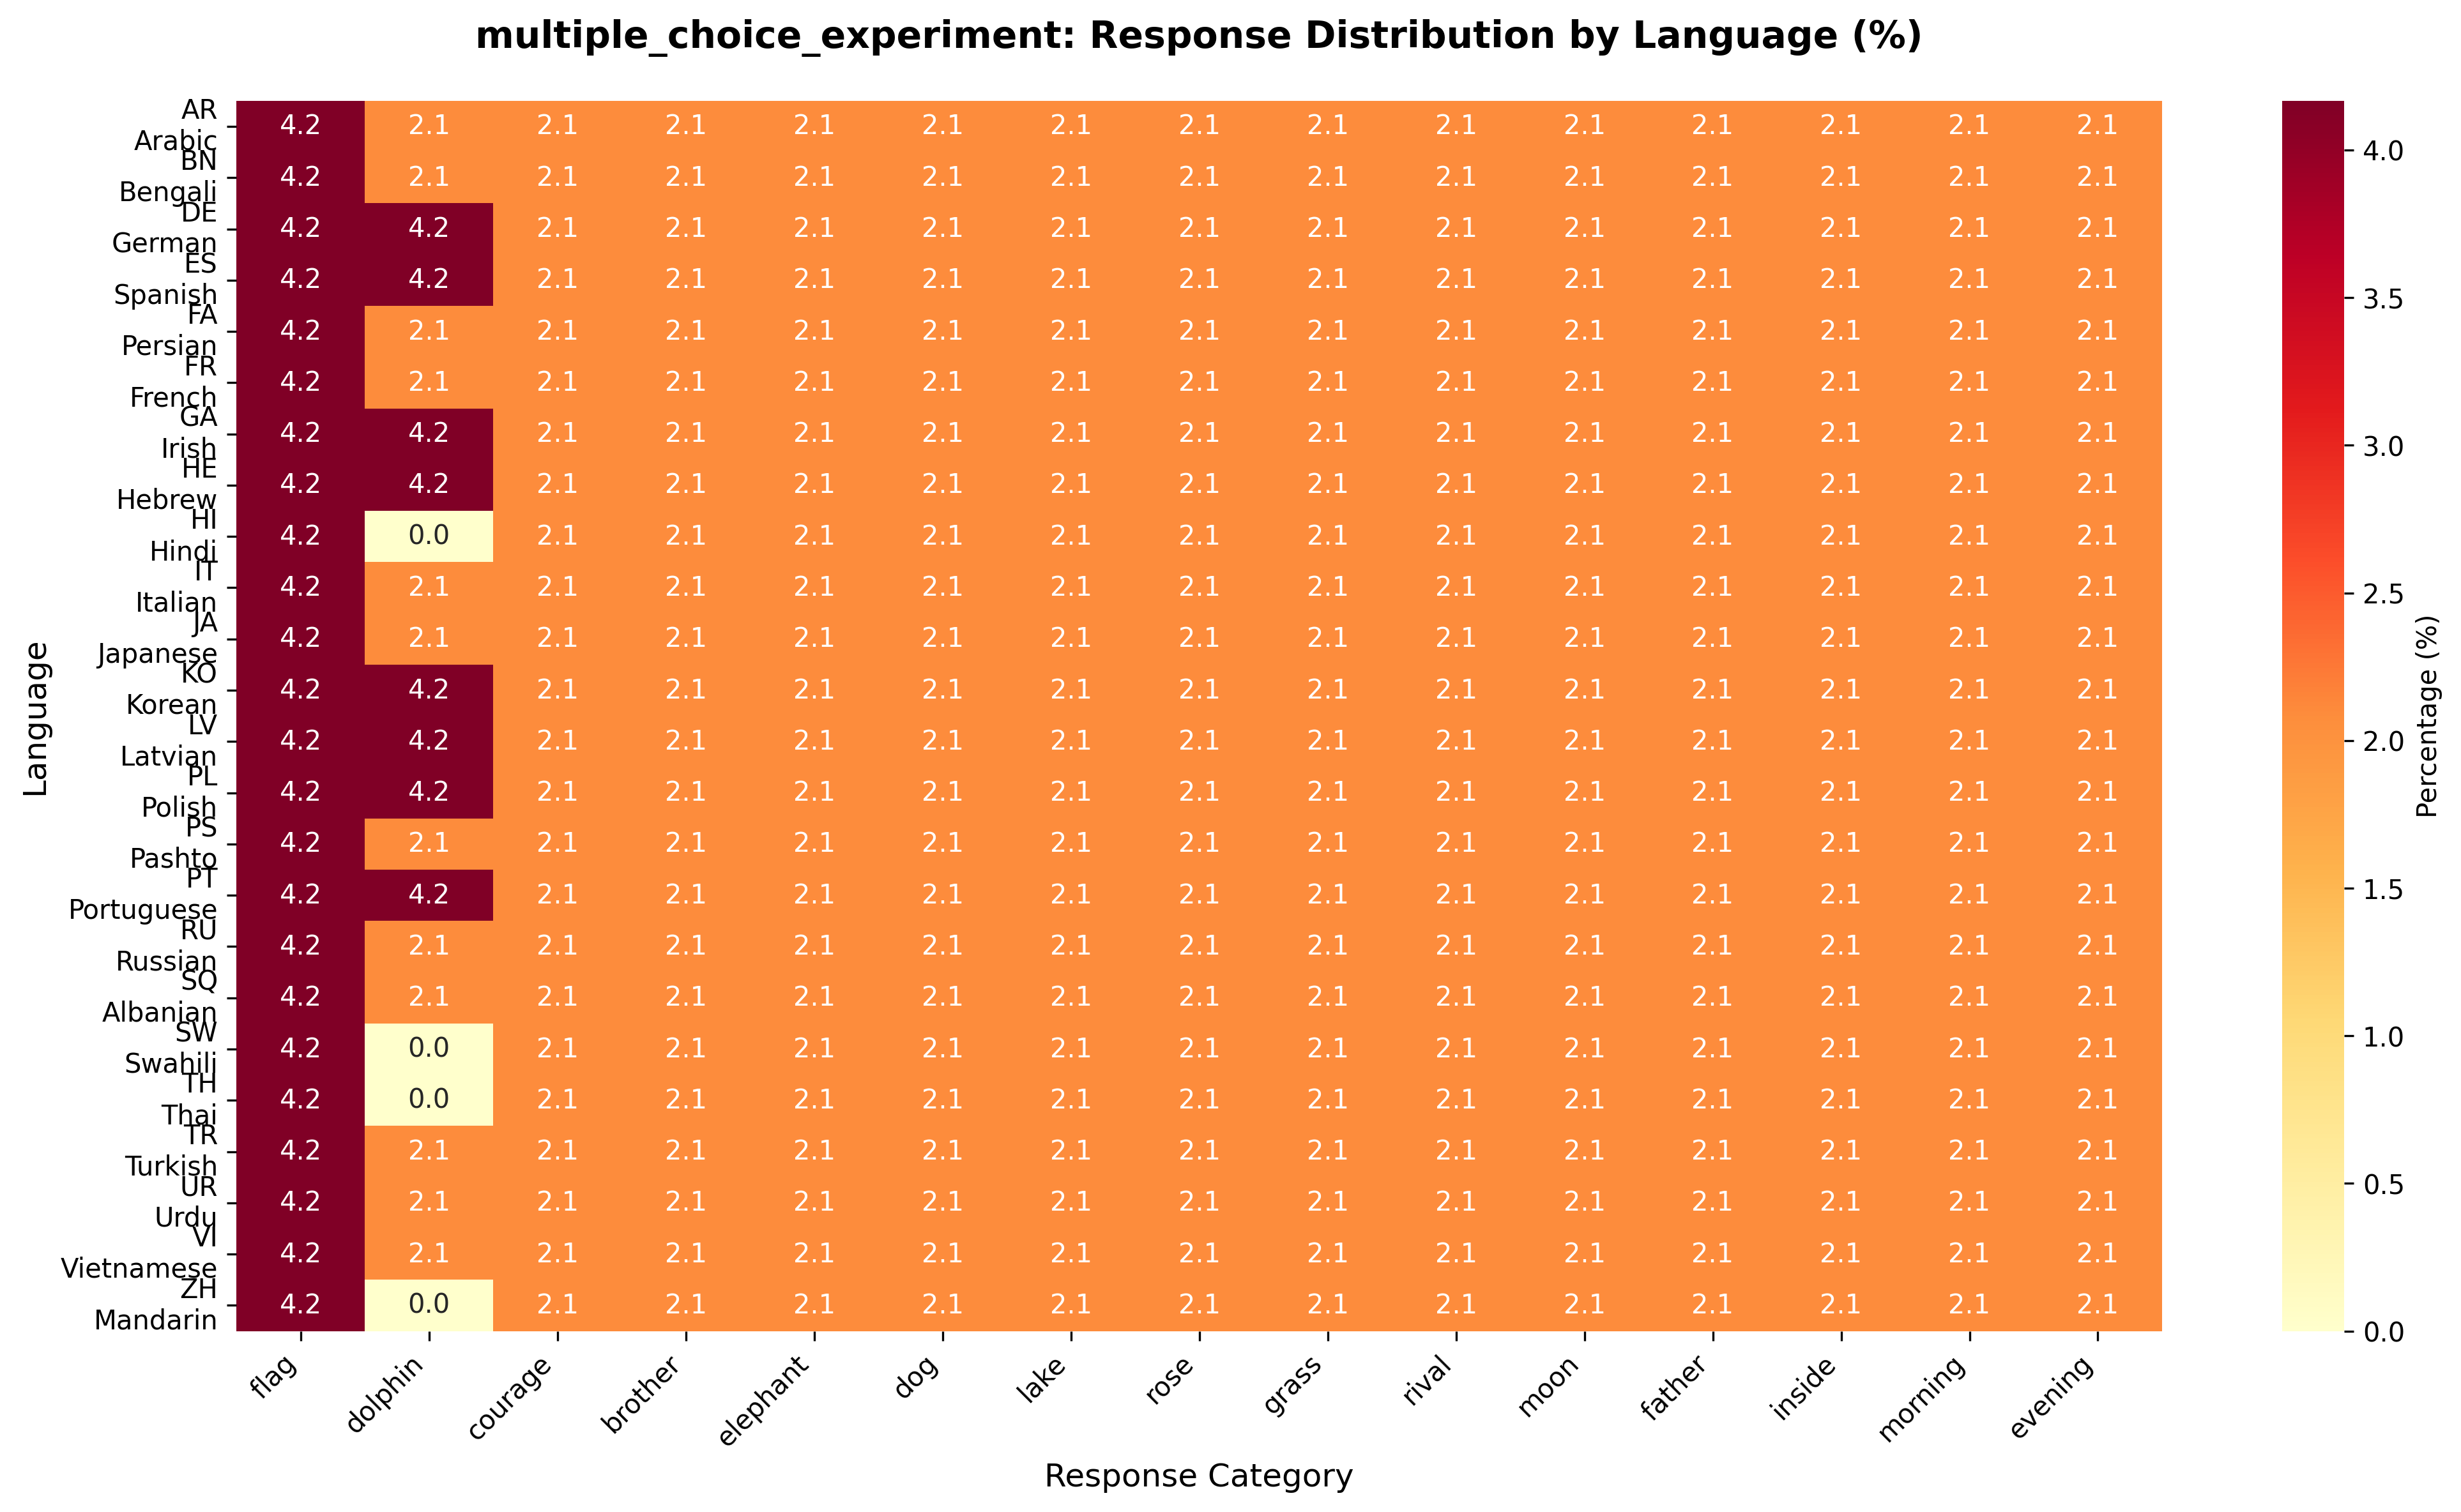 multiple_choice_experiment: Response Distribution by Language (%)
AR
Arabic
4.2 2.1 2.1 2.1 2.1 2.1 2.1 2.1 2.1 2.1 2.1 2.1 2.1 2.1 2.1
BN
Bengali
4.2 2.1 2.1 2.1 2.1 2.1 2.1 2.1 2.1 2.1 2.1 2.1 2.1 2.1 2.1
DE
German
4.2 4.2 2.1 2.1 2.1 2.1 2.1 2.1 2.1 2.1 2.1 2.1 2.1 2.1 2.1
ES
Spanish
4.2 4.2 2.1 2.1 2.1 2.1 2.1 2.1 2.1 2.1 2.1 2.1 2.1 2.1 2.1
FA
Persian
4.2 2.1 2.1 2.1 2.1 2.1 2.1 2.1 2.1 2.1 2.1 2.1 2.1 2.1 2.1
FR
French
4.2 2.1 2.1 2.1 2.1 2.1 2.1 2.1 2.1 2.1 2.1 2.1 2.1 2.1 2.1
GA
Irish
4.2 4.2 2.1 2.1 2.1 2.1 2.1 2.1 2.1 2.1 2.1 2.1 2.1 2.1 2.1
HE
Hebrew
4.2 4.2 2.1 2.1 2.1 2.1 2.1 2.1 2.1 2.1 2.1 2.1 2.1 2.1 2.1
HI
Hindi
4.2 0.0 2.1 2.1 2.1 2.1 2.1 2.1 2.1 2.1 2.1 2.1 2.1 2.1 2.1
IT
Italian
4.2 2.1 2.1 2.1 2.1 2.1 2.1 2.1 2.1 2.1 2.1 2.1 2.1 2.1 2.1
JA
Japanese
4.2 2.1 2.1 2.1 2.1 2.1 2.1 2.1 2.1 2.1 2.1 2.1 2.1 2.1 2.1
KO
Korean
4.2 4.2 2.1 2.1 2.1 2.1 2.1 2.1 2.1 2.1 2.1 2.1 2.1 2.1 2.1
LV
Latvian
4.2 4.2 2.1 2.1 2.1 2.1 2.1 2.1 2.1 2.1 2.1 2.1 2.1 2.1 2.1
PL
Polish
4.2 4.2 2.1 2.1 2.1 2.1 2.1 2.1 2.1 2.1 2.1 2.1 2.1 2.1 2.1
PS
Pashto
4.2 2.1 2.1 2.1 2.1 2.1 2.1 2.1 2.1 2.1 2.1 2.1 2.1 2.1 2.1
PT
Portuguese
4.2 4.2 2.1 2.1 2.1 2.1 2.1 2.1 2.1 2.1 2.1 2.1 2.1 2.1 2.1
RU
Russian
4.2 2.1 2.1 2.1 2.1 2.1 2.1 2.1 2.1 2.1 2.1 2.1 2.1 2.1 2.1
SQ
Albanian
4.2 2.1 2.1 2.1 2.1 2.1 2.1 2.1 2.1 2.1 2.1 2.1 2.1 2.1 2.1
SW
Swahili
4.2 0.0 2.1 2.1 2.1 2.1 2.1 2.1 2.1 2.1 2.1 2.1 2.1 2.1 2.1
TH
Thai
4.2 0.0 2.1 2.1 2.1 2.1 2.1 2.1 2.1 2.1 2.1 2.1 2.1 2.1 2.1
TR
Turkish
4.2 2.1 2.1 2.1 2.1 2.1 2.1 2.1 2.1 2.1 2.1 2.1 2.1 2.1 2.1
UR
Urdu
4.2 2.1 2.1 2.1 2.1 2.1 2.1 2.1 2.1 2.1 2.1 2.1 2.1 2.1 2.1
VI
Vietnamese
4.2 2.1 2.1 2.1 2.1 2.1 2.1 2.1 2.1 2.1 2.1 2.1 2.1 2.1 2.1
ZH
Mandarin
4.2 0.0 2.1 2.1 2.1 2.1 2.1 2.1 2.1 2.1 2.1 2.1 2.1 2.1 2.1
flag dolphin courage brother elephant dog lake rose grass rival moon father inside morning evening
Response Category
Language
4.0
3.5
3.0
2.5
2.0
1.5
1.0
0.5
0.0
Percentage (%)